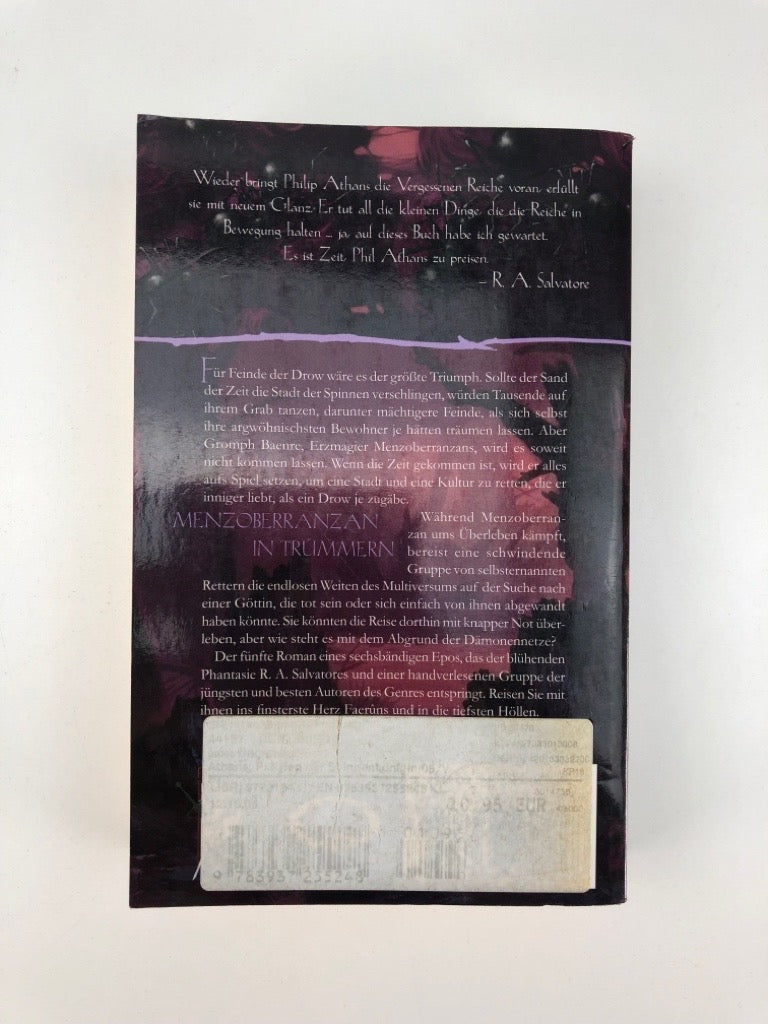 Wieder bringt Philip Athans die Vergessenen Reiche voran, erfüllt
sie mit neuem Glanz. Er tut all die kleinen Dinge, die die Reiche in
Bewegung halten ... ja, auf dieses Buch habe ich gewartet.
Es ist Zeit, Phil Athans zu preisen.
– R. A. Salvatore
Für Feinde der Drow wäre es der größte Triumph. Sollte der Sand
der Zeit die Stadt der Spinnen verschlingen, würden Tausende auf
ihrem Grab tanzen, darunter mächtigere Feinde, als sich selbst
ihre argwöhnischsten Bewohner je hätten träumen lassen. Aber
Gromph Baenre, Erzmagier Menzoberranzans, wird es soweit
nicht kommen lassen. Wenn die Zeit gekommen ist, wird er alles
aufs Spiel setzen, um eine Stadt und eine Kultur zu retten, die er
inniger liebt, als ein Drow je zugäbe.
MENZOBERRANZAN
IN TRÜMMERN
Während Menzoberran-
zan ums Überleben kämpft,
bereist eine schwindende
Gruppe von selbsternannten
Rettern die endlosen Weiten des Multiversums auf der Suche nach
einer Göttin, die tot sein oder sich einfach von ihnen abgewandt
haben könnte. Sie könnten die Reise dorthin mit knapper Not über-
leben, aber wie steht es mit dem Abgrund der Dämonennetze?
Der fünfte Roman eines sechsbändigen Epos, das der blühenden
Phantasie R. A. Salvatores und einer handverlesenen Gruppe der
jüngsten und besten Autoren des Genres entspringt. Reisen Sie mit
ihnen ins finsterste Herz Faerûns und in die tiefsten Höllen.
20.95 EUR
9 783937 255248